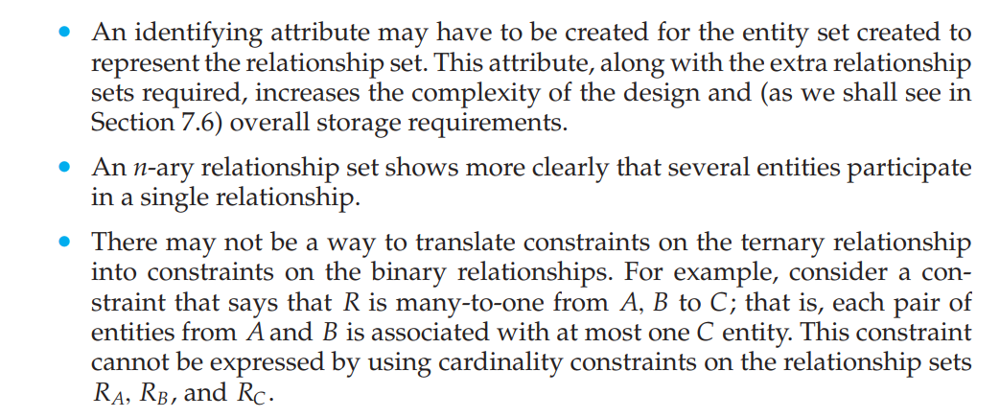 • An identifying attribute may have to be created for the entity set created to
represent the relationship set. This attribute, along with the extra relationship
sets required, increases the complexity of the design and (as we shall see in
Section 7.6) overall storage requirements.
• An n-ary relationship set shows more clearly that several entities participate
in a single relationship.
• There may not be a way to translate constraints on the ternary relationship
into constraints on the binary relationships. For example, consider a con-
straint that says that R is many-to-one from A, B to C; that is, each pair of
entities from A and B is associated with at most one C entity. This constraint
cannot be expressed by using cardinality constraints on the relationship sets
R_A, R_B, and R_C.